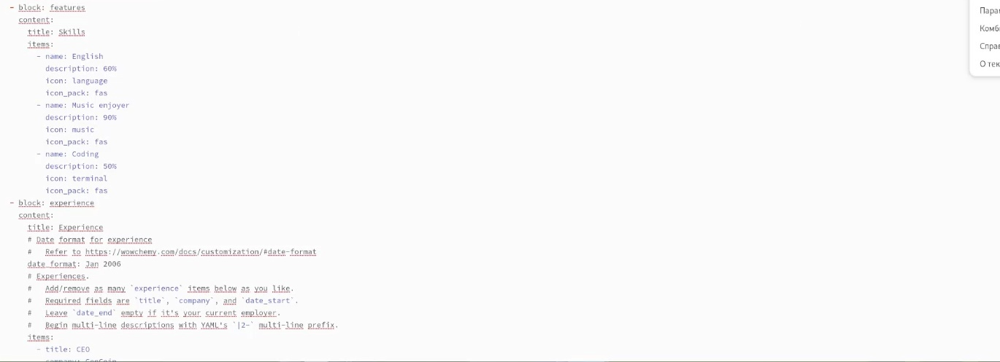 - block: features
  content:
    title: Skills
    items:
      - name: English
        description: 60%
        icon: language
        icon_pack: fas
      - name: Music enjoyer
        description: 90%
        icon: music
        icon_pack: fas
      - name: Coding
        description: 50%
        icon: terminal
        icon_pack: fas
- block: experience
  content:
    title: Experience
    # Date format for experience
    #   Refer to https://wowchemy.com/docs/customization/#date-format
    date_format: Jan 2006
    # Experiences.
    #   Add/remove as many `experience` items below as you like.
    #   Required fields are `title`, `company`, and `date_start`.
    #   Leave `date_end` empty if it's your current employer.
    #   Begin multi-line descriptions with YAML's `|2-` multi-line prefix.
    items:
      - title: CEO
        company: GenCoin
Пара
Комб
Спра
О тек